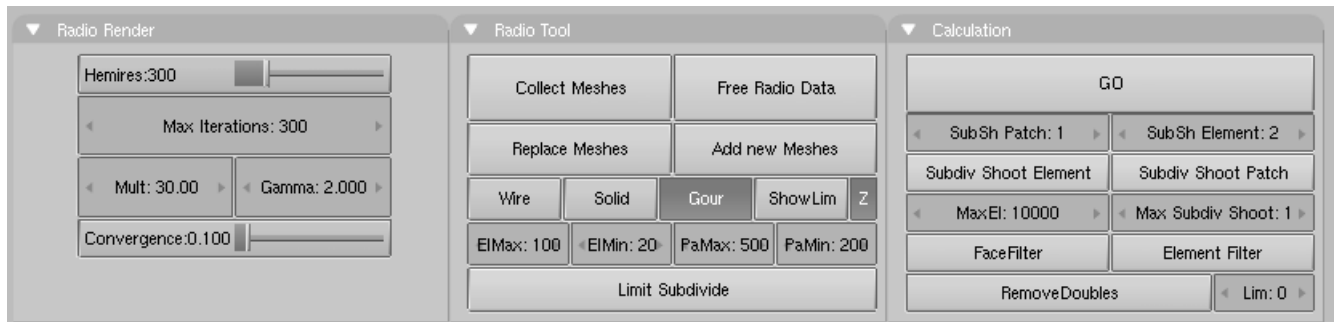 Radio Render
Hemires:300
Max Iterations: 300
Mult: 30.00 Gamma: 2.000
Convergence:0.100
Radio Tool
Collect Meshes Free Radio Data
Replace Meshes Add new Meshes
Wire Solid Gour ShowLim Z
ElMax: 100 ElMin: 20 PaMax: 500 PaMin: 200
Limit Subdivide
Calculation
GO
SubSh Patch: 1 SubSh Element: 2
Subdiv Shoot Element Subdiv Shoot Patch
MaxEl: 10000 Max Subdiv Shoot: 1
FaceFilter Element Filter
RemoveDoubles Lim: 0